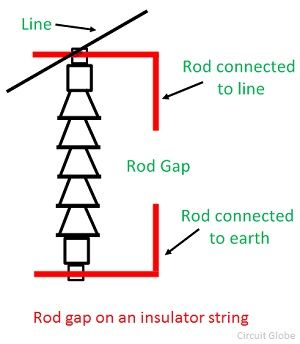 Line
Rod connected
to line
Rod Gap
Rod connected
to earth
Rod gap on an insulator string
Circuit Globe